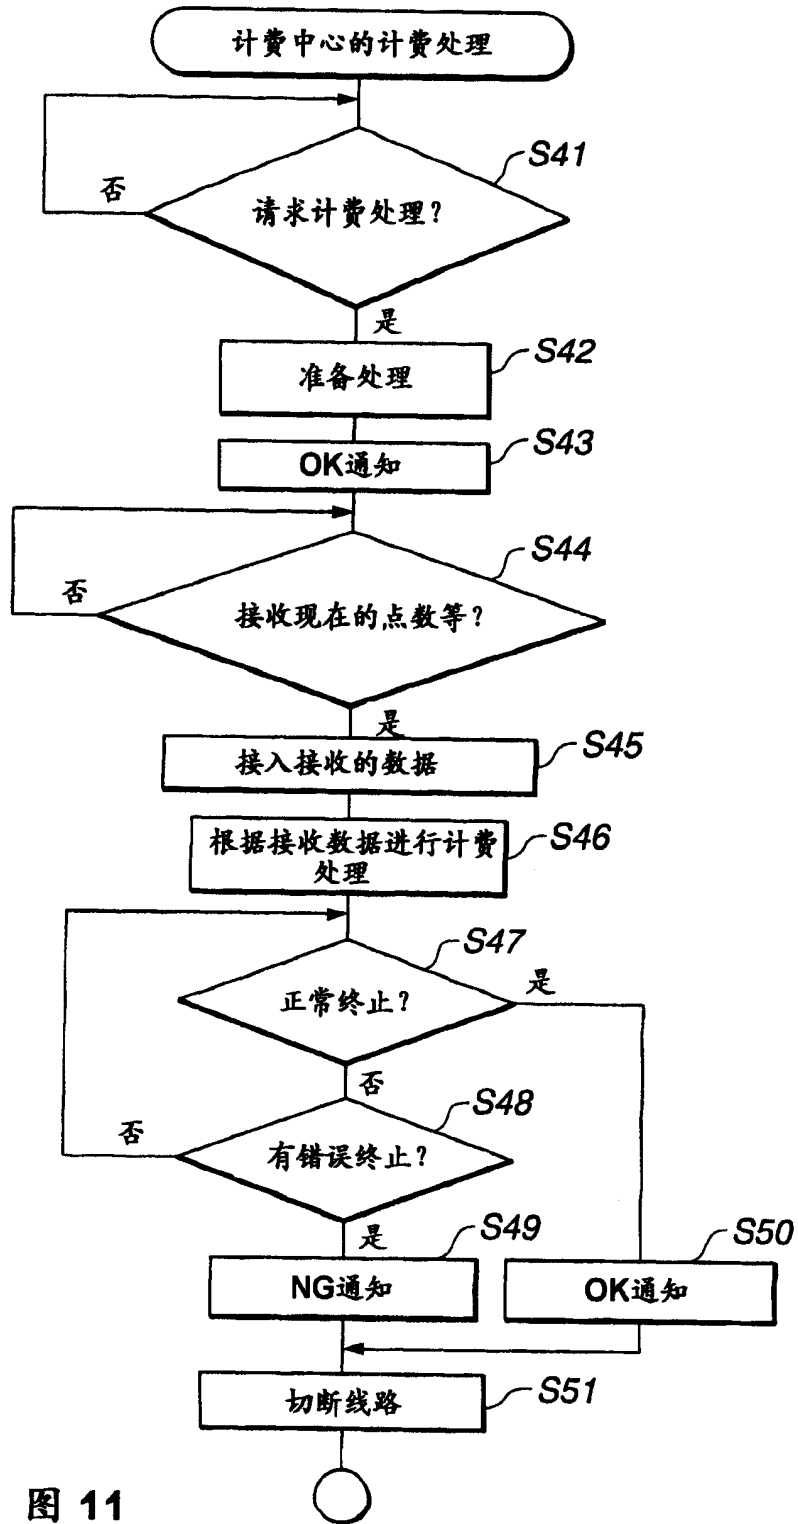 计费中心的计费处理
S41
否
请求计费处理？
是
S42
准备处理
S43
OK通知
S44
否
接收现在的点数等？
是
S45
接入接收的数据
S46
根据接收数据进行计费
处理
S47
是
正常终止？
否
S48
否
有错误终止？
是
S49
S50
NG通知
OK通知
S51
切断线路
图 11